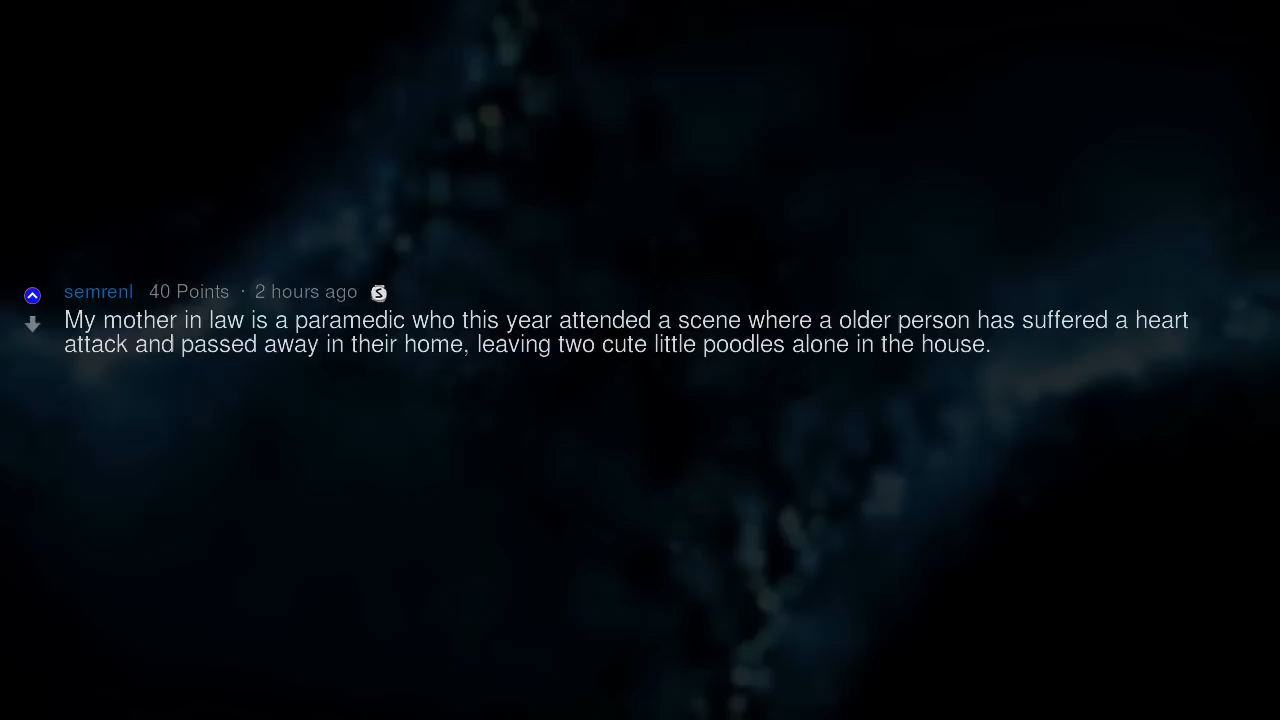 semrenl 40 Points · 2 hours ago S
My mother in law is a paramedic who this year attended a scene where a older person has suffered a heart
attack and passed away in their home, leaving two cute little poodles alone in the house.